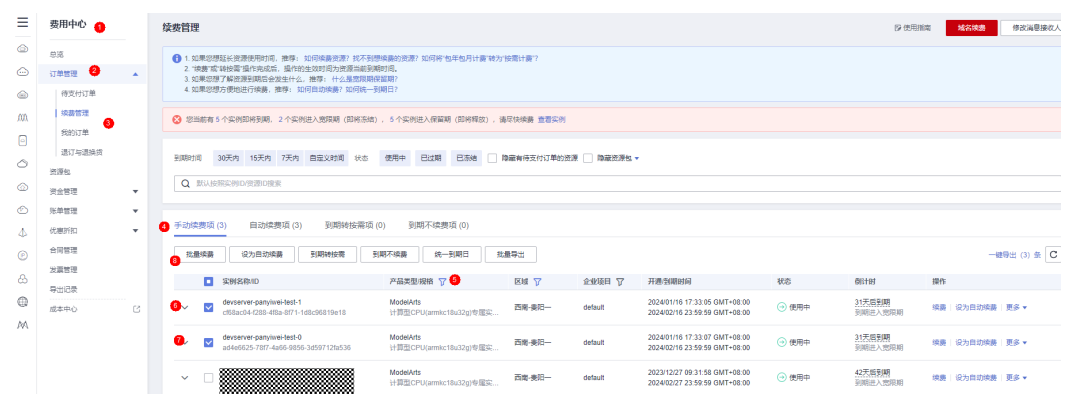 费用中心 1
总览
订单管理 2
待支付订单
续费管理
3
我的订单
退订与退换货
资源包
资金管理
账单管理
优惠折扣
合同管理
发票管理
导出记录
成本中心
续费管理
使用指南 域名续费 修改消息接收人
1. 如果您想延长资源使用时间，推荐： 如何续费资源？找不到想续费的资源？如何将“包年包月计费”转为“按需计费”？
2. “续费”或“转按需”操作完成后，操作的生效时间为资源当前到期时间。
3. 如果您想了解资源到期后会发生什么，推荐： 什么是宽限期保留期？
4. 如果您想方便地进行续费，推荐： 如何自动续费？如何统一到期日？
您当前有 5 个实例即将到期， 2 个实例进入宽限期（即将冻结）， 5 个实例进入保留期（即将释放），请尽快续费 查看实例
到期时间 30天内 15天内 7天内 自定义时间 状态 使用中 已过期 已冻结 隐藏有待支付订单的资源 隐藏资源包
默认按照实例ID/资源ID搜索
4 手动续费项 (3) 自动续费项 (3) 到期转按需项 (0) 到期不续费项 (0)
8 批量续费 设为自动续费 到期转按需 到期不续费 统一到期日 批量导出 一键导出（3）条
实例名称/ID 产品类型/规格 5 区域 企业项目 开通/到期时间 状态 倒计时 操作
6 devserver-panyiwei-test-1 ModelArts 西南-贵阳一 default 2024/01/16 17:33:05 GMT+08:00 使用中 31天后到期 续费 设为自动续费 更多
cf68ac04-f288-4f8a-8f71-1d8c96819e18 计算型CPU(armkc18u32g)专属实... 2024/02/16 23:59:59 GMT+08:00 到期进入宽限期
7 devserver-panyiwei-test-0 ModelArts 西南-贵阳一 default 2024/01/16 17:33:07 GMT+08:00 使用中 31天后到期 续费 设为自动续费 更多
ad4e6625-78f7-4a66-9856-3d59712fa536 计算型CPU(armkc18u32g)专属实... 2024/02/16 23:59:59 GMT+08:00 到期进入宽限期
ModelArts 西南-贵阳一 default 2023/12/27 09:31:58 GMT+08:00 使用中 42天后到期 续费 设为自动续费 更多
计算型CPU(armkc18u32g)专属实... 2024/02/27 23:59:59 GMT+08:00 到期进入宽限期